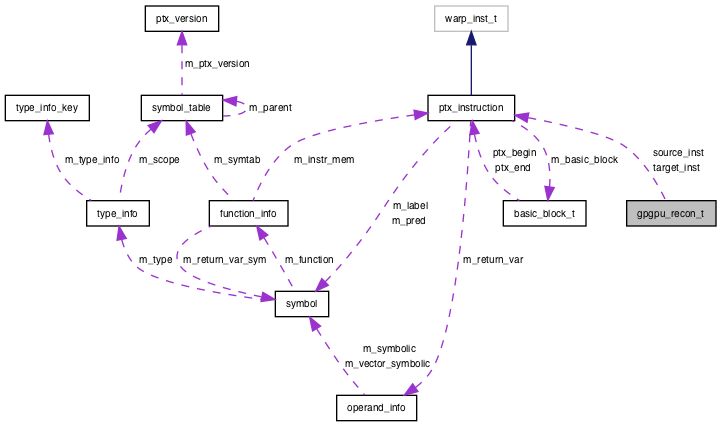 ptx_version
warp_inst_t
m_ptx_version
type_info_key
symbol_table
m_parent
ptx_instruction
m_type_info
m_scope
m_symtab
m_instr_mem
ptx_begin
ptx_end
m_basic_block
source_inst
target_inst
type_info
function_info
m_label
m_pred
basic_block_t
gpgpu_recon_t
m_type
m_return_var_sym
m_function
m_return_var
symbol
m_symbolic
m_vector_symbolic
operand_info